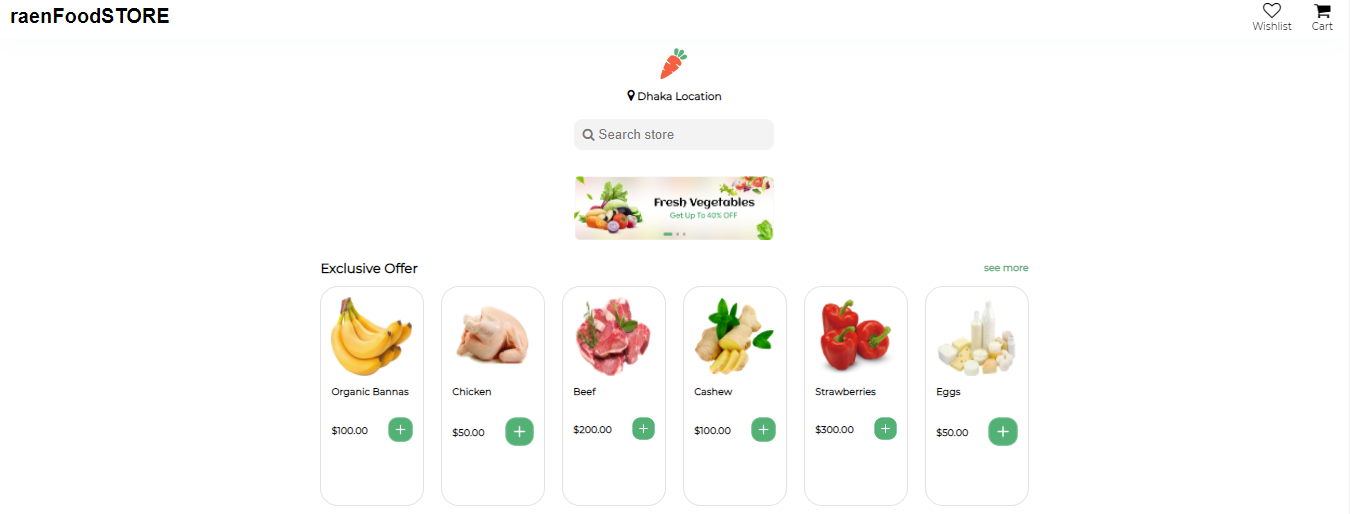 raenFoodSTORE
Wishlist
Cart
Dhaka Location
Search store
Fresh Vegetables
Get Up To 40% OFF
Exclusive Offer
see more
Organic Bannas
Chicken
Beef
Cashew
Strawberries
Eggs
$100.00
$50.00
$200.00
$100.00
$300.00
$50.00